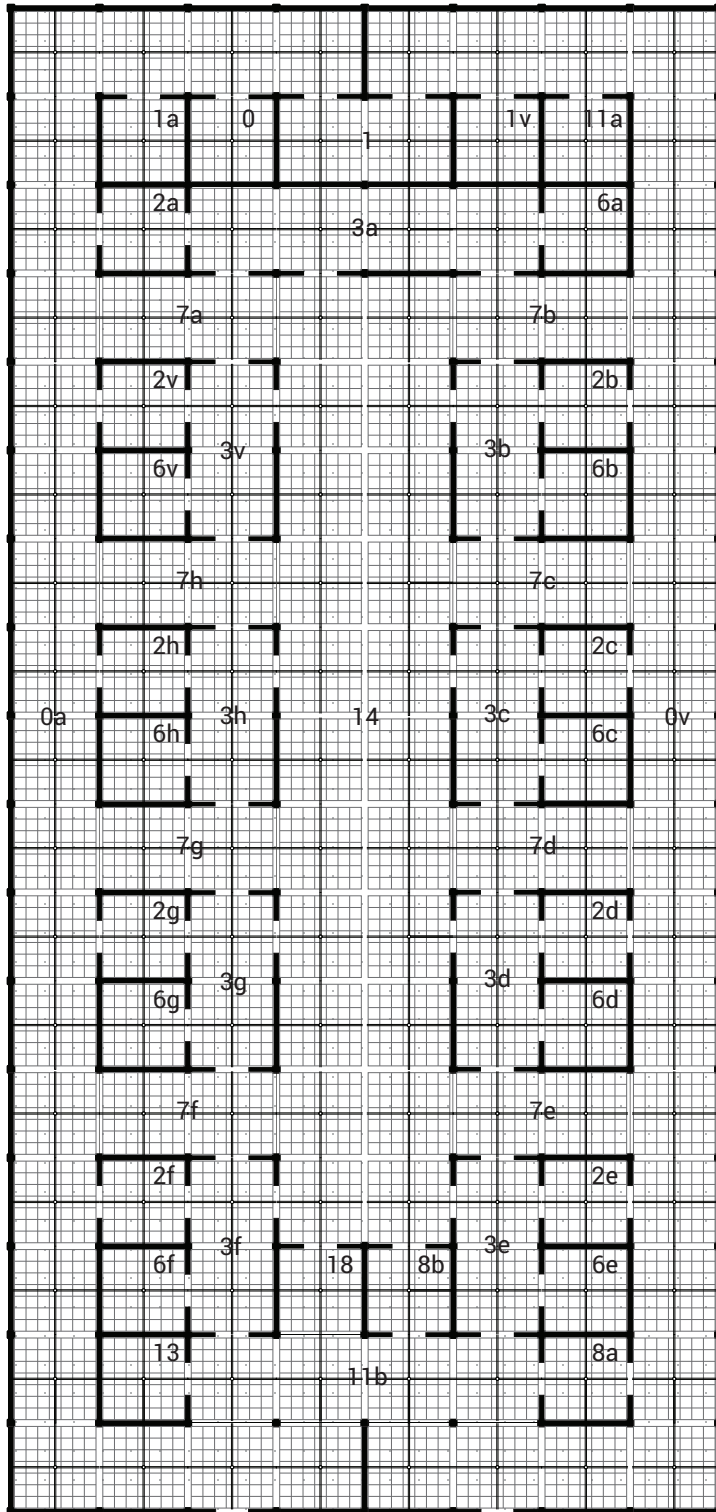 1a 0 1v 11a
1
2a 6a
3a
7a 7b
2v 2b
3v 3b
6v 6b
7h 7c
2h 2c
0a 3h 14 3c 0v
6h 6c
7g 7d
2g 2d
3g 3d
6g 6d
7f 7e
2f 2e
3f 3e
6f 18 8b 6e
13 8a
11b